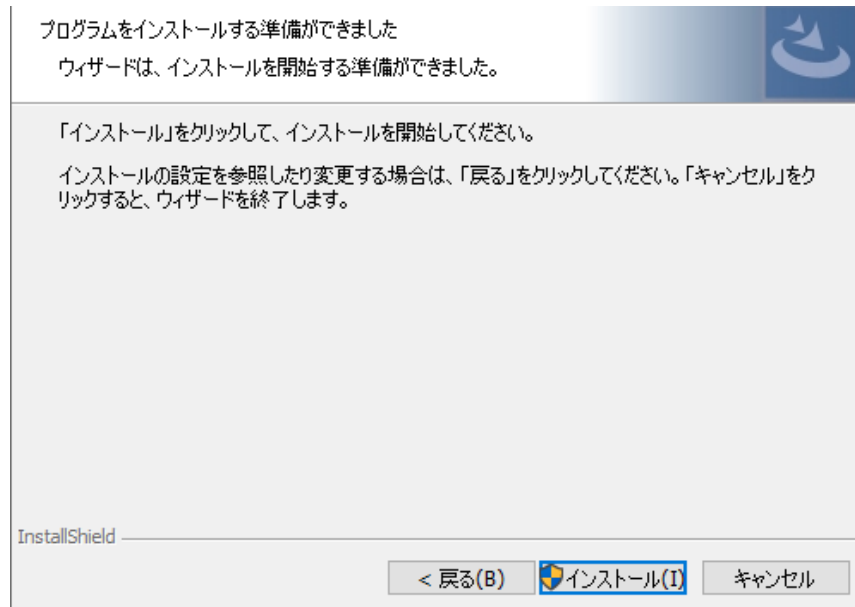 プログラムをインストールする準備ができました
ウィザードは、インストールを開始する準備ができました。
「インストール」をクリックして、インストールを開始してください。
インストールの設定を参照したり変更する場合は、「戻る」をクリックしてください。「キャンセル」をク
リックすると、ウィザードを終了します。
InstallShield
< 戻る(B)
インストール(I)
キャンセル